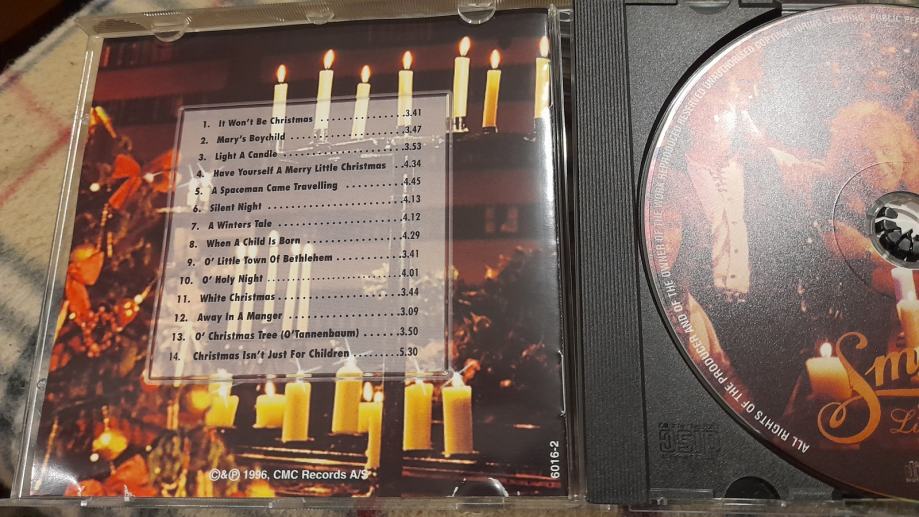 1. It Won't Be Christmas ............3.41
2. Mary's Boychild ............3.47
3. Light A Candle ............3.53
4. Have Yourself A Merry Little Christmas ..4.34
5. A Spaceman Came Travelling ............4.45
6. Silent Night ............4.13
7. A Winters Tale ............4.12
8. When A Child Is Born ............4.29
9. O' Little Town Of Bethlehem ............3.41
10. O' Holy Night ............4.01
11. White Christmas ............3.44
12. Away In A Manger ............3.09
13. O' Christmas Tree (O'Tannenbaum) ......3.50
14. Christmas Isn't Just For Children .........5.30
©&℗ 1996, CMC Records A/S
6016-2
ALL RIGHTS OF THE PRODUCER AND OF THE OWNER OF THE WORK REPRODUCED RESERVED UNAUTHORISED COPYING, HIRING, LENDING, PUBLIC
Sm